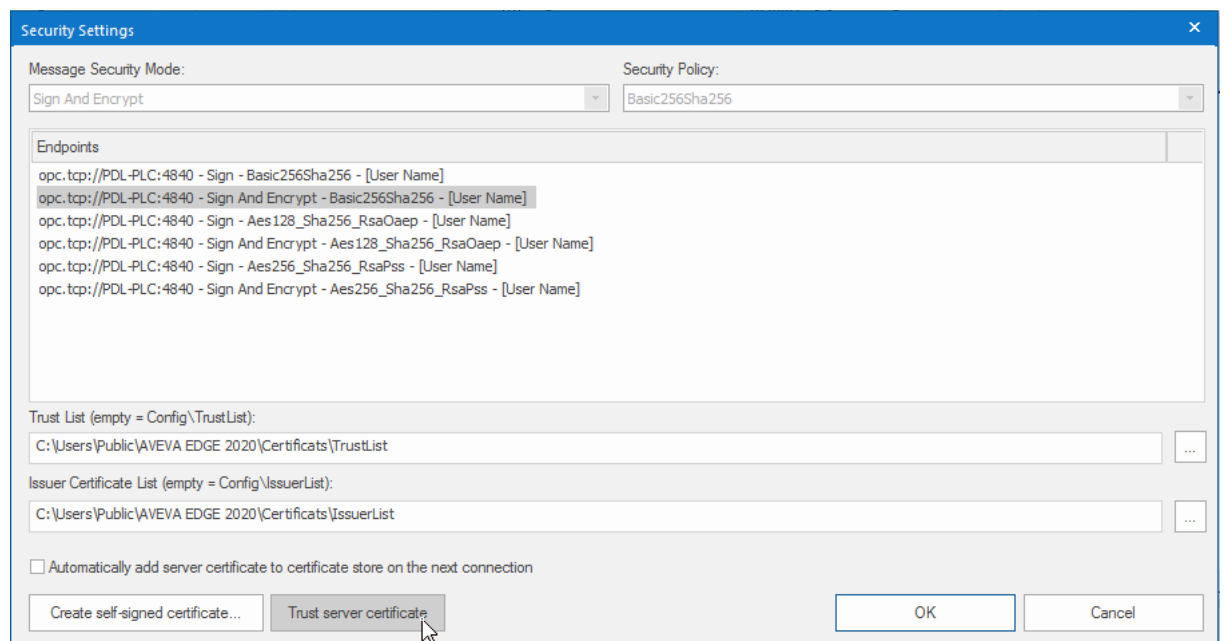 Security Settings
Message Security Mode: Security Policy:
Sign And Encrypt Basic256Sha256
Endpoints
opc.tcp://PDL-PLC:4840 - Sign - Basic256Sha256 - [User Name]
opc.tcp://PDL-PLC:4840 - Sign And Encrypt - Basic256Sha256 - [User Name]
opc.tcp://PDL-PLC:4840 - Sign - Aes128_Sha256_RsaOaep - [User Name]
opc.tcp://PDL-PLC:4840 - Sign And Encrypt - Aes128_Sha256_RsaOaep - [User Name]
opc.tcp://PDL-PLC:4840 - Sign - Aes256_Sha256_RsaPss - [User Name]
opc.tcp://PDL-PLC:4840 - Sign And Encrypt - Aes256_Sha256_RsaPss - [User Name]
Trust List (empty = Config\TrustList):
C:\Users\Public\AVEVA EDGE 2020\Certificats\TrustList ...
Issuer Certificate List (empty = Config\IssuerList):
C:\Users\Public\AVEVA EDGE 2020\Certificats\IssuerList ...
Automatically add server certificate to certificate store on the next connection
Create self-signed certificate... Trust server certificate OK Cancel